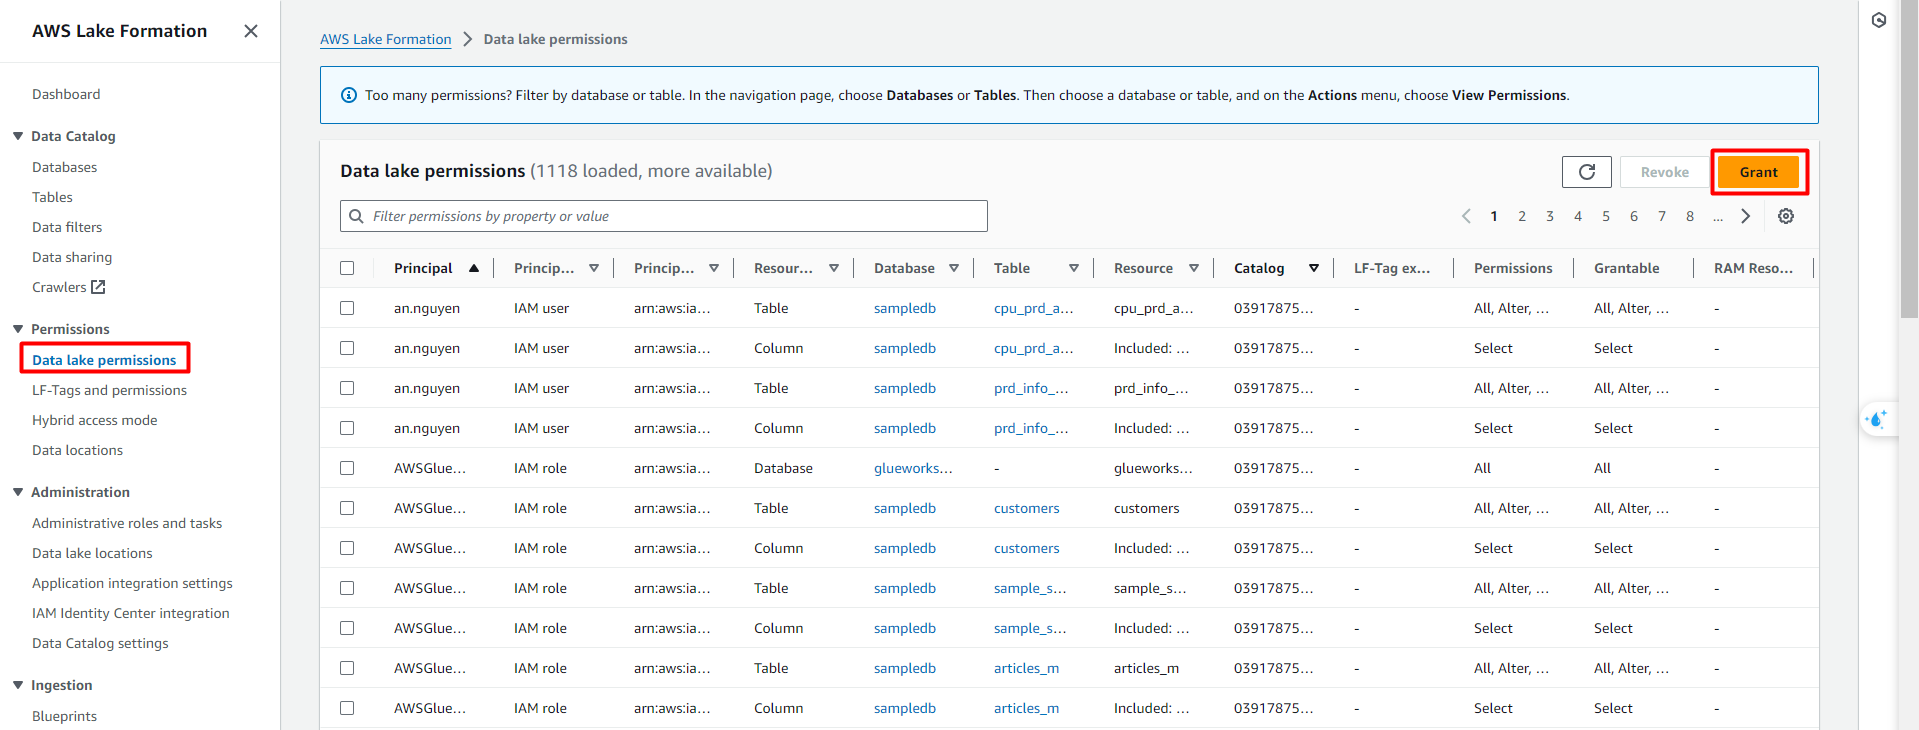 AWS Lake Formation
Dashboard
Data Catalog
Databases
Tables
Data filters
Data sharing
Crawlers
Permissions
Data lake permissions
LF-Tags and permissions
Hybrid access mode
Data locations
Administration
Administrative roles and tasks
Data lake locations
Application integration settings
IAM Identity Center integration
Data Catalog settings
Ingestion
Blueprints
AWS Lake Formation > Data lake permissions
Too many permissions? Filter by database or table. In the navigation page, choose Databases or Tables. Then choose a database or table, and on the Actions menu, choose View Permissions.
Data lake permissions (1118 loaded, more available)
Revoke Grant
Filter permissions by property or value
1 2 3 4 5 6 7 8 ...
Principal Princip... Princip... Resour... Database Table Resource Catalog LF-Tag ex... Permissions Grantable RAM Reso...
an.nguyen IAM user arn:aws:ia... Table sampledb cpu_prd_a... cpu_prd_a... 03917875... - All, Alter, ... All, Alter, ... -
an.nguyen IAM user arn:aws:ia... Column sampledb cpu_prd_a... Included: ... 03917875... - Select Select -
an.nguyen IAM user arn:aws:ia... Table sampledb prd_info_... prd_info_... 03917875... - All, Alter, ... All, Alter, ... -
an.nguyen IAM user arn:aws:ia... Column sampledb prd_info_... Included: ... 03917875... - Select Select -
AWSGlue... IAM role arn:aws:ia... Database glueworks... - glueworks... 03917875... - All All -
AWSGlue... IAM role arn:aws:ia... Table sampledb customers customers 03917875... - All, Alter, ... All, Alter, ... -
AWSGlue... IAM role arn:aws:ia... Column sampledb customers Included: ... 03917875... - Select Select -
AWSGlue... IAM role arn:aws:ia... Table sampledb sample_s... sample_s... 03917875... - All, Alter, ... All, Alter, ... -
AWSGlue... IAM role arn:aws:ia... Column sampledb sample_s... Included: ... 03917875... - Select Select -
AWSGlue... IAM role arn:aws:ia... Table sampledb articles_m articles_m 03917875... - All, Alter, ... All, Alter, ... -
AWSGlue... IAM role arn:aws:ia... Column sampledb articles_m Included: ... 03917875... - Select Select -